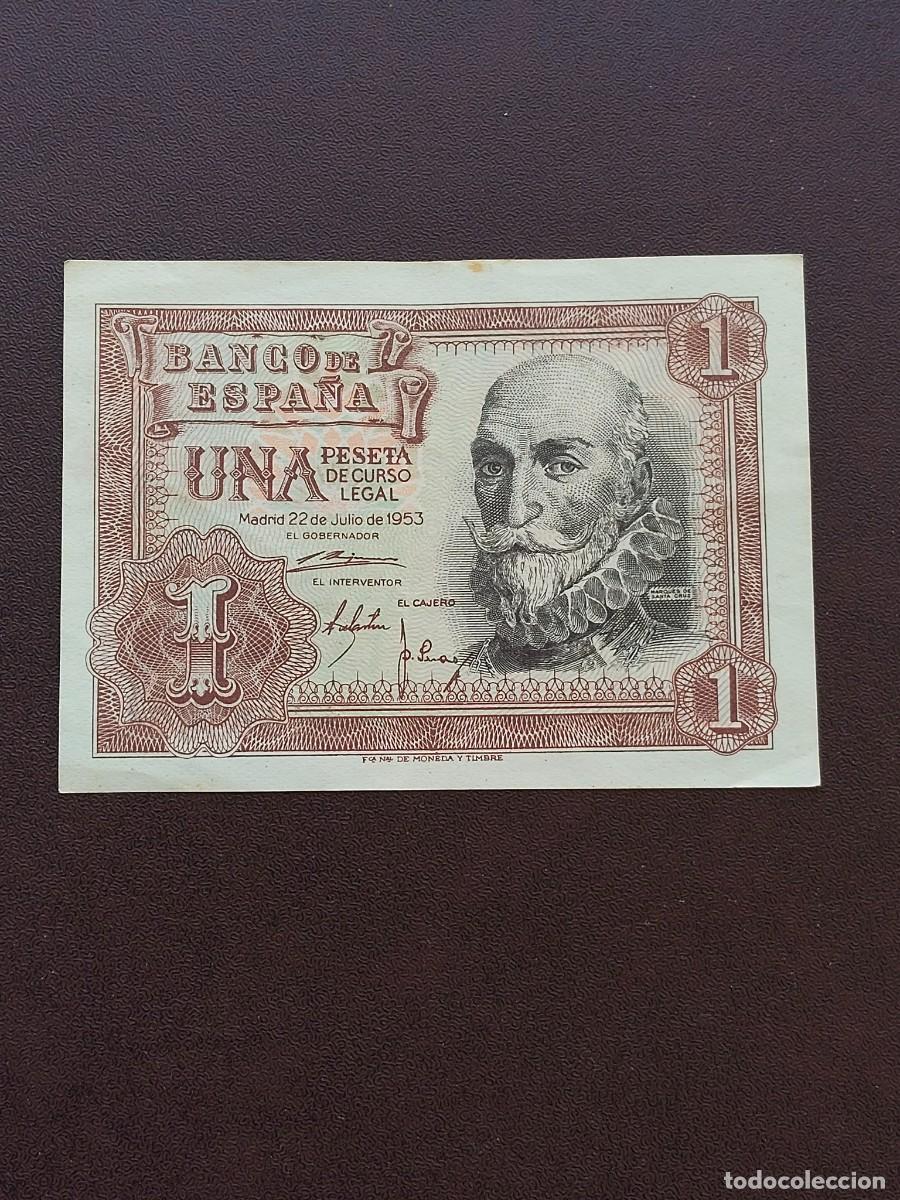 BANCO DE
ESPAÑA
1
UNA PESETA
DE CURSO
LEGAL
Madrid 22 de Julio de 1953
EL GOBERNADOR
EL INTERVENTOR
EL CAJERO
MARQUES DE
SANTA CRUZ
1
1
FCA NAL DE MONEDA Y TIMBRE
todocoleccion